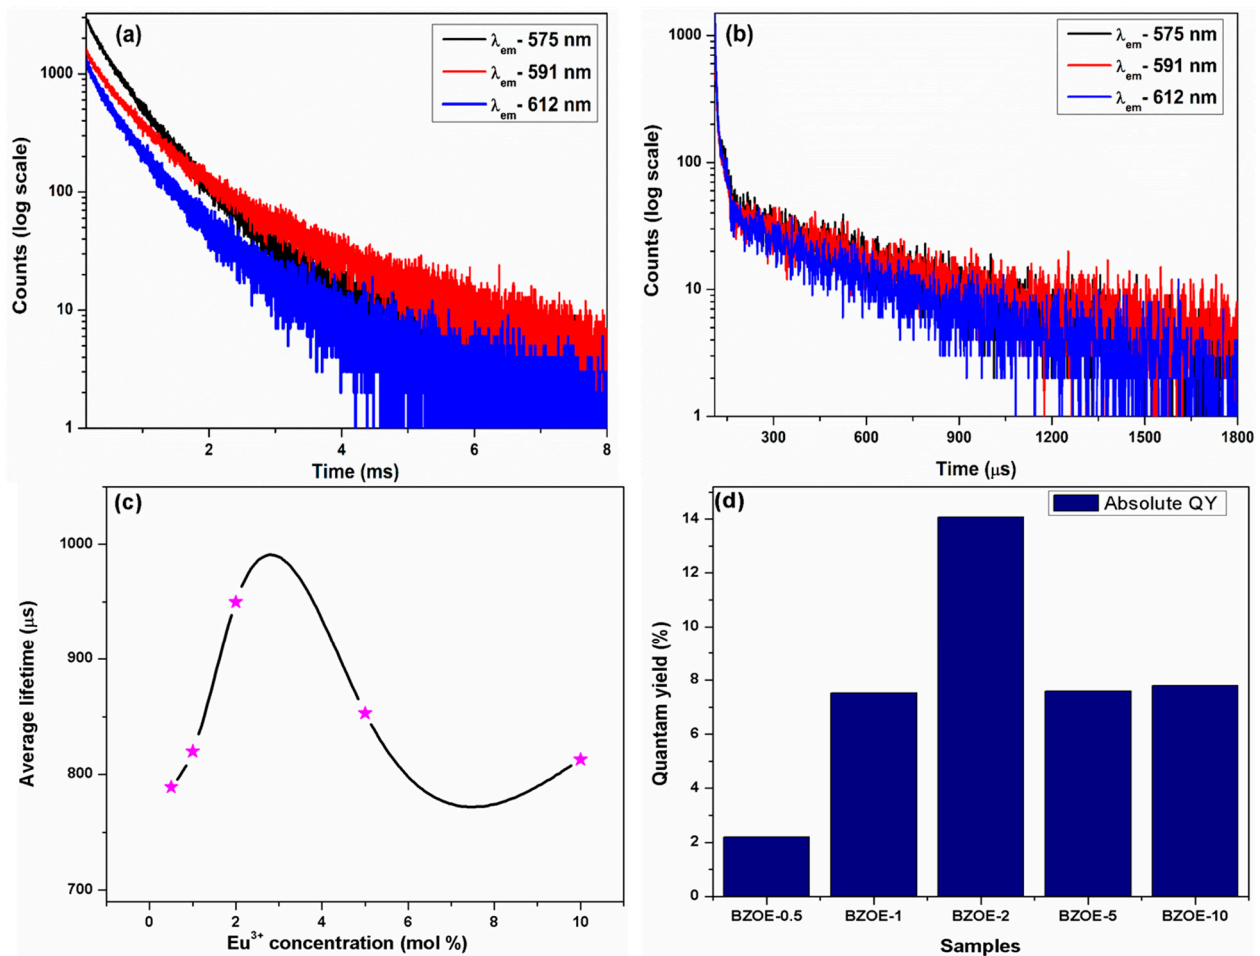 (a)
λem- 575 nm
λem- 591 nm
λem- 612 nm
Counts (log scale)
1000
100
10
1
2
4
6
8
Time (ms)
(b)
λem- 575 nm
λem- 591 nm
λem- 612 nm
Counts (log scale)
1000
100
10
1
300
600
900
1200
1500
1800
Time (μs)
(c)
Average lifetime (μs)
1000
900
800
700
0
2
4
6
8
10
Eu3+ concentration (mol %)
(d)
Absolute QY
Quantam yield (%)
14
12
10
8
6
4
2
0
BZOE-0.5
BZOE-1
BZOE-2
BZOE-5
BZOE-10
Samples